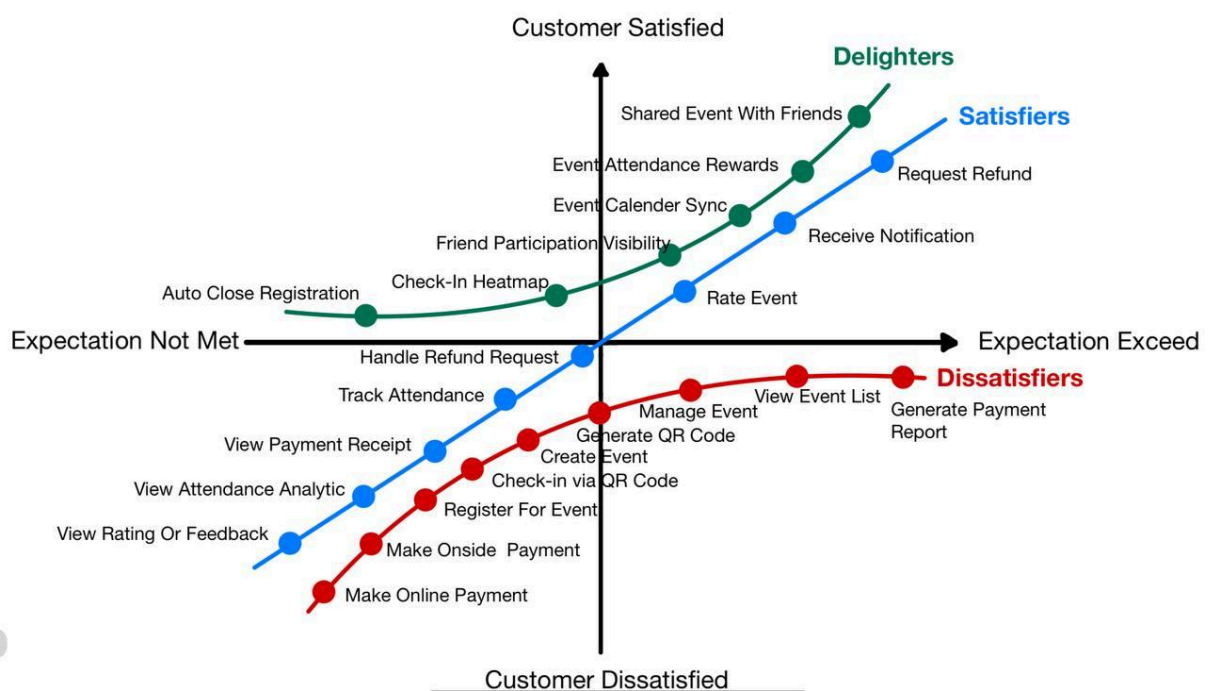 Customer Satisfied
Delighters
Shared Event With Friends
Satisfiers
Event Attendance Rewards
Request Refund
Event Calender Sync
Receive Notification
Friend Participation Visibility
Check-In Heatmap
Auto Close Registration
Rate Event
Expectation Not Met
Expectation Exceed
Handle Refund Request
Dissatisfiers
Track Attendance
View Event List
Generate Payment
Report
Manage Event
Generate QR Code
View Payment Receipt
Create Event
Check-in via QR Code
View Attendance Analytic
Register For Event
View Rating Or Feedback
Make Onside Payment
Make Online Payment
Customer Dissatisfied